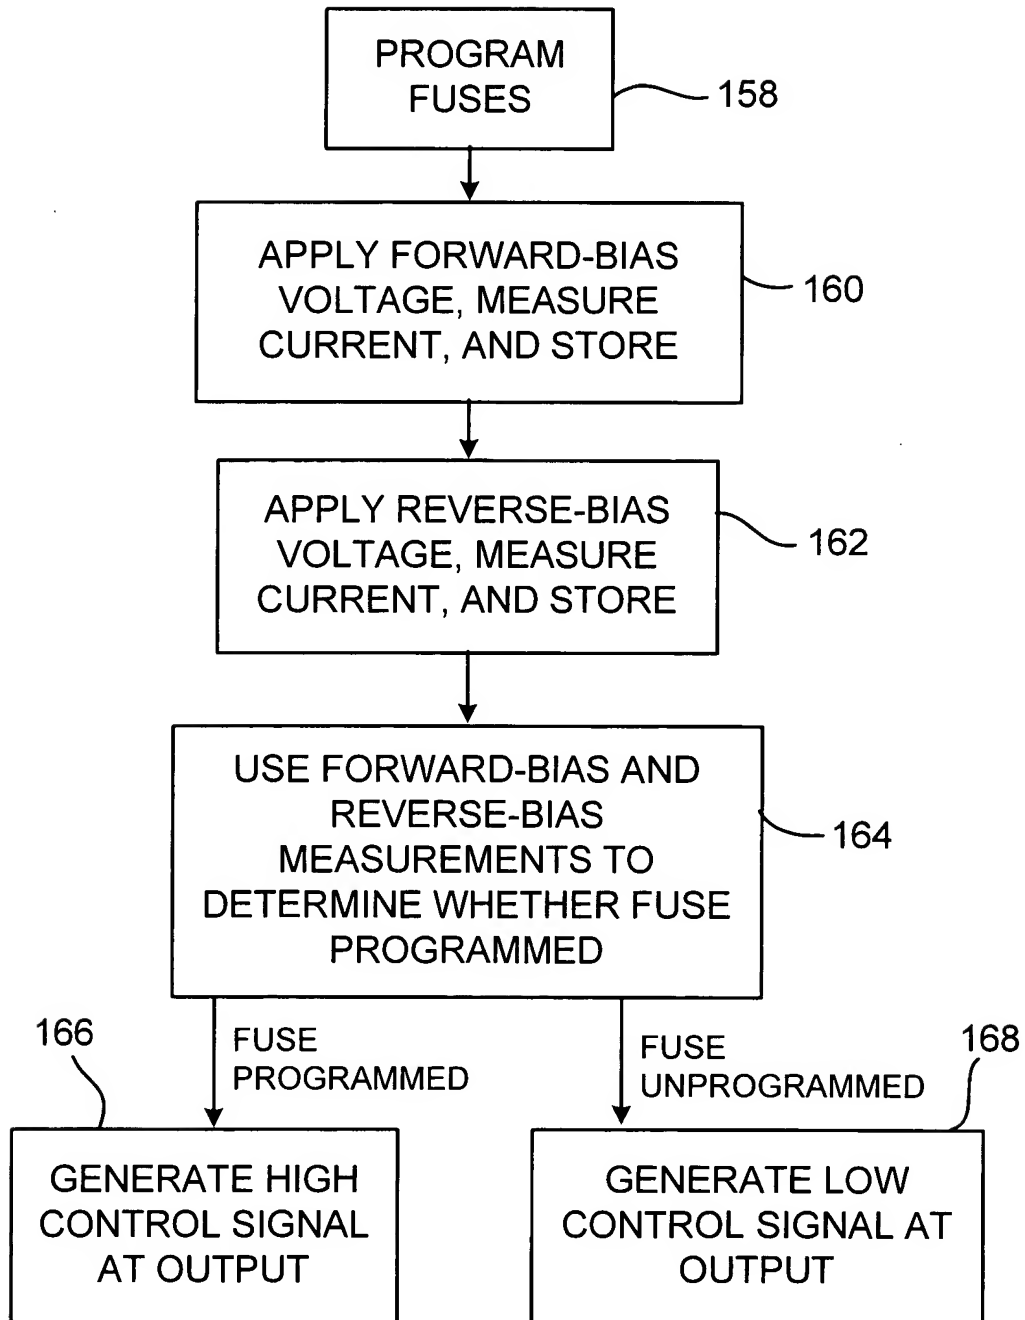 PROGRAM
FUSES
158
APPLY FORWARD-BIAS
VOLTAGE, MEASURE
CURRENT, AND STORE
160
APPLY REVERSE-BIAS
VOLTAGE, MEASURE
CURRENT, AND STORE
162
USE FORWARD-BIAS AND
REVERSE-BIAS
MEASUREMENTS TO
DETERMINE WHETHER FUSE
PROGRAMMED
164
166
FUSE
PROGRAMMED
FUSE
UNPROGRAMMED
168
GENERATE HIGH
CONTROL SIGNAL
AT OUTPUT
GENERATE LOW
CONTROL SIGNAL AT
OUTPUT